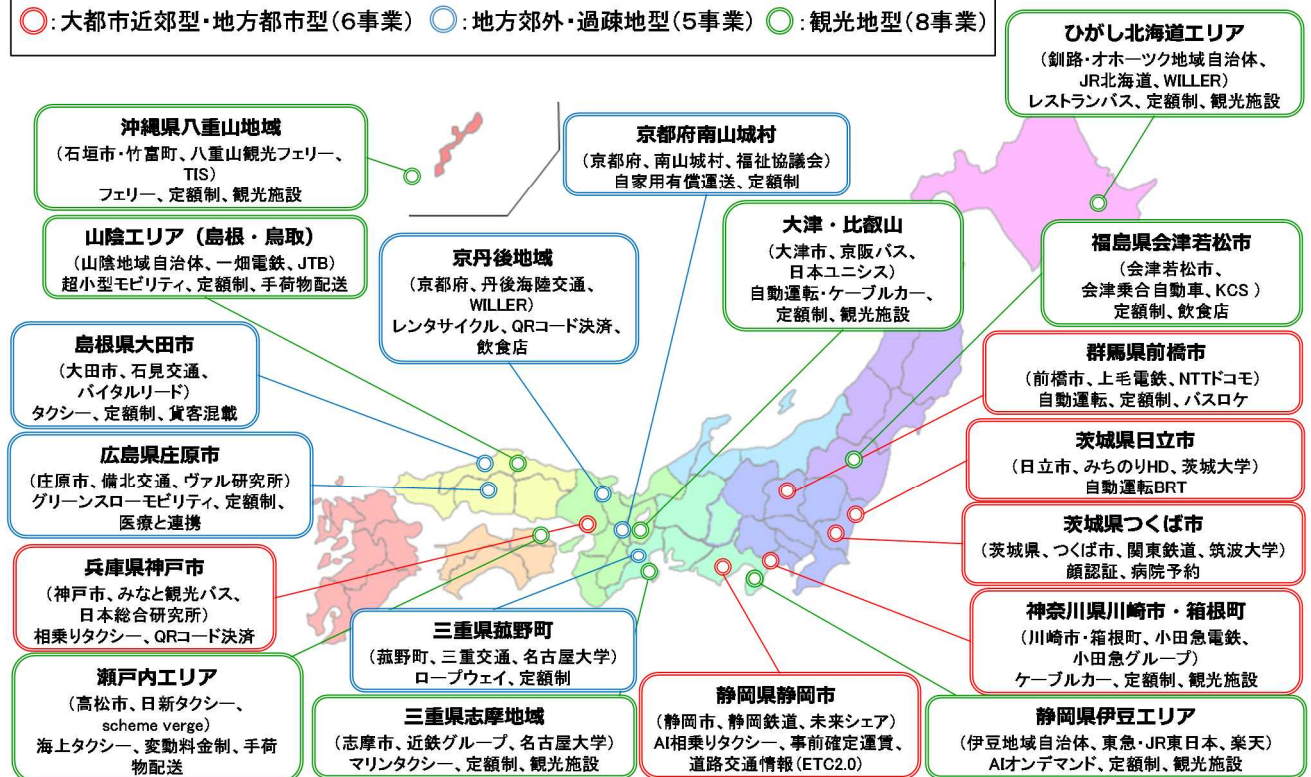 ○:大都市近郊型・地方都市型(6事業) ○:地方郊外・過疎地型(5事業) ○:観光地型(8事業)
ひがし北海道エリア
(釧路・オホーツク地域自治体、
JR北海道、WILLER)
レストランバス、定額制、観光施設
沖縄県八重山地域
(石垣市・竹富町、八重山観光フェリー、
TIS)
フェリー、定額制、観光施設
京都府南山城村
(京都府、南山城村、福祉協議会)
自家用有償運送、定額制
山陰エリア(島根・鳥取)
(山陰地域自治体、一畑電鉄、JTB)
超小型モビリティ、定額制、手荷物配送
京丹後地域
(京都府、丹後海陸交通、
WILLER)
レンタサイクル、QRコード決済、
飲食店
大津・比叡山
(大津市、京阪バス、
日本ユニシス)
自動運転・ケーブルカー、
定額制、観光施設
福島県会津若松市
(会津若松市、
会津乗合自動車、KCS )
定額制、飲食店
島根県大田市
(大田市、石見交通、
バイタルリード)
タクシー、定額制、貨客混載
群馬県前橋市
(前橋市、上毛電鉄、NTTドコモ)
自動運転、定額制、バスロケ
広島県庄原市
(庄原市、備北交通、ヴァル研究所)
グリーンスローモビリティ、定額制、
医療と連携
茨城県日立市
(日立市、みちのりHD、茨城大学)
自動運転BRT
茨城県つくば市
(茨城県、つくば市、関東鉄道、筑波大学)
顔認証、病院予約
兵庫県神戸市
(神戸市、みなと観光バス、
日本総合研究所)
相乗りタクシー、QRコード決済
神奈川県川崎市・箱根町
(川崎市・箱根町、小田急電鉄、
小田急グループ)
ケーブルカー、定額制、観光施設
三重県菰野町
(菰野町、三重交通、名古屋大学)
ロープウェイ、定額制
瀬戸内エリア
(高松市、日新タクシー、
scheme verge)
海上タクシー、変動料金制、手荷
物配送
三重県志摩地域
(志摩市、近鉄グループ、名古屋大学)
マリンタクシー、定額制、観光施設
静岡県静岡市
(静岡市、静岡鉄道、未来シェア)
AI相乗りタクシー、事前確定運賃、
道路交通情報(ETC2.0)
静岡県伊豆エリア
(伊豆地域自治体、東急・JR東日本、楽天)
AIオンデマンド、定額制、観光施設